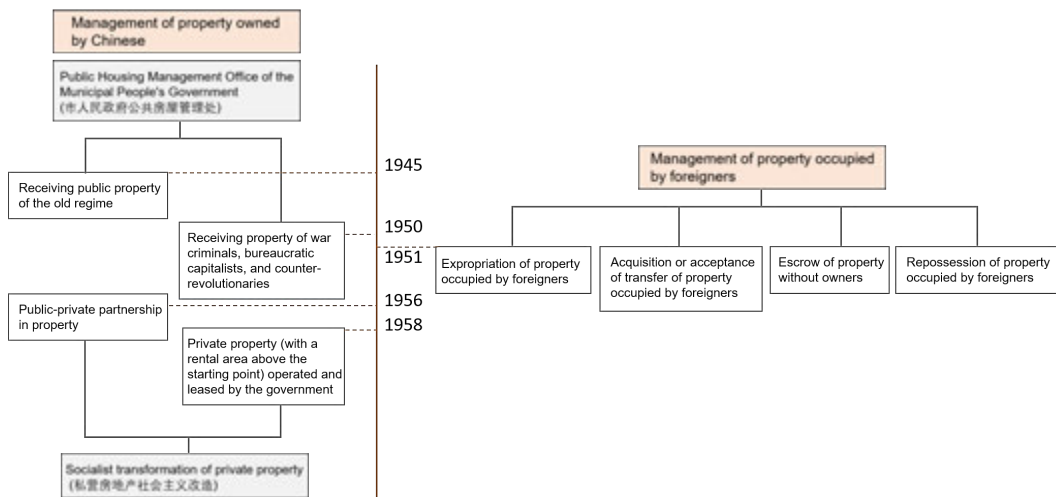 Management of property owned
by Chinese
Public Housing Management Office of the
Municipal People's Government
(市人民政府公共房屋管理处)
1945
Receiving public property
of the old regime
Management of property occupied
by foreigners
1950
Receiving property of war
criminals, bureaucratic
capitalists, and counter-
revolutionaries
1951
Expropriation of property
occupied by foreigners
Acquisition or acceptance
of transfer of property
occupied by foreigners
Escrow of property
without owners
Repossession of property
occupied by foreigners
1956
Public-private partnership
in property
1958
Private property (with a
rental area above the
starting point) operated and
leased by the government
Socialist transformation of private property
(私营房地产社会主义改造)